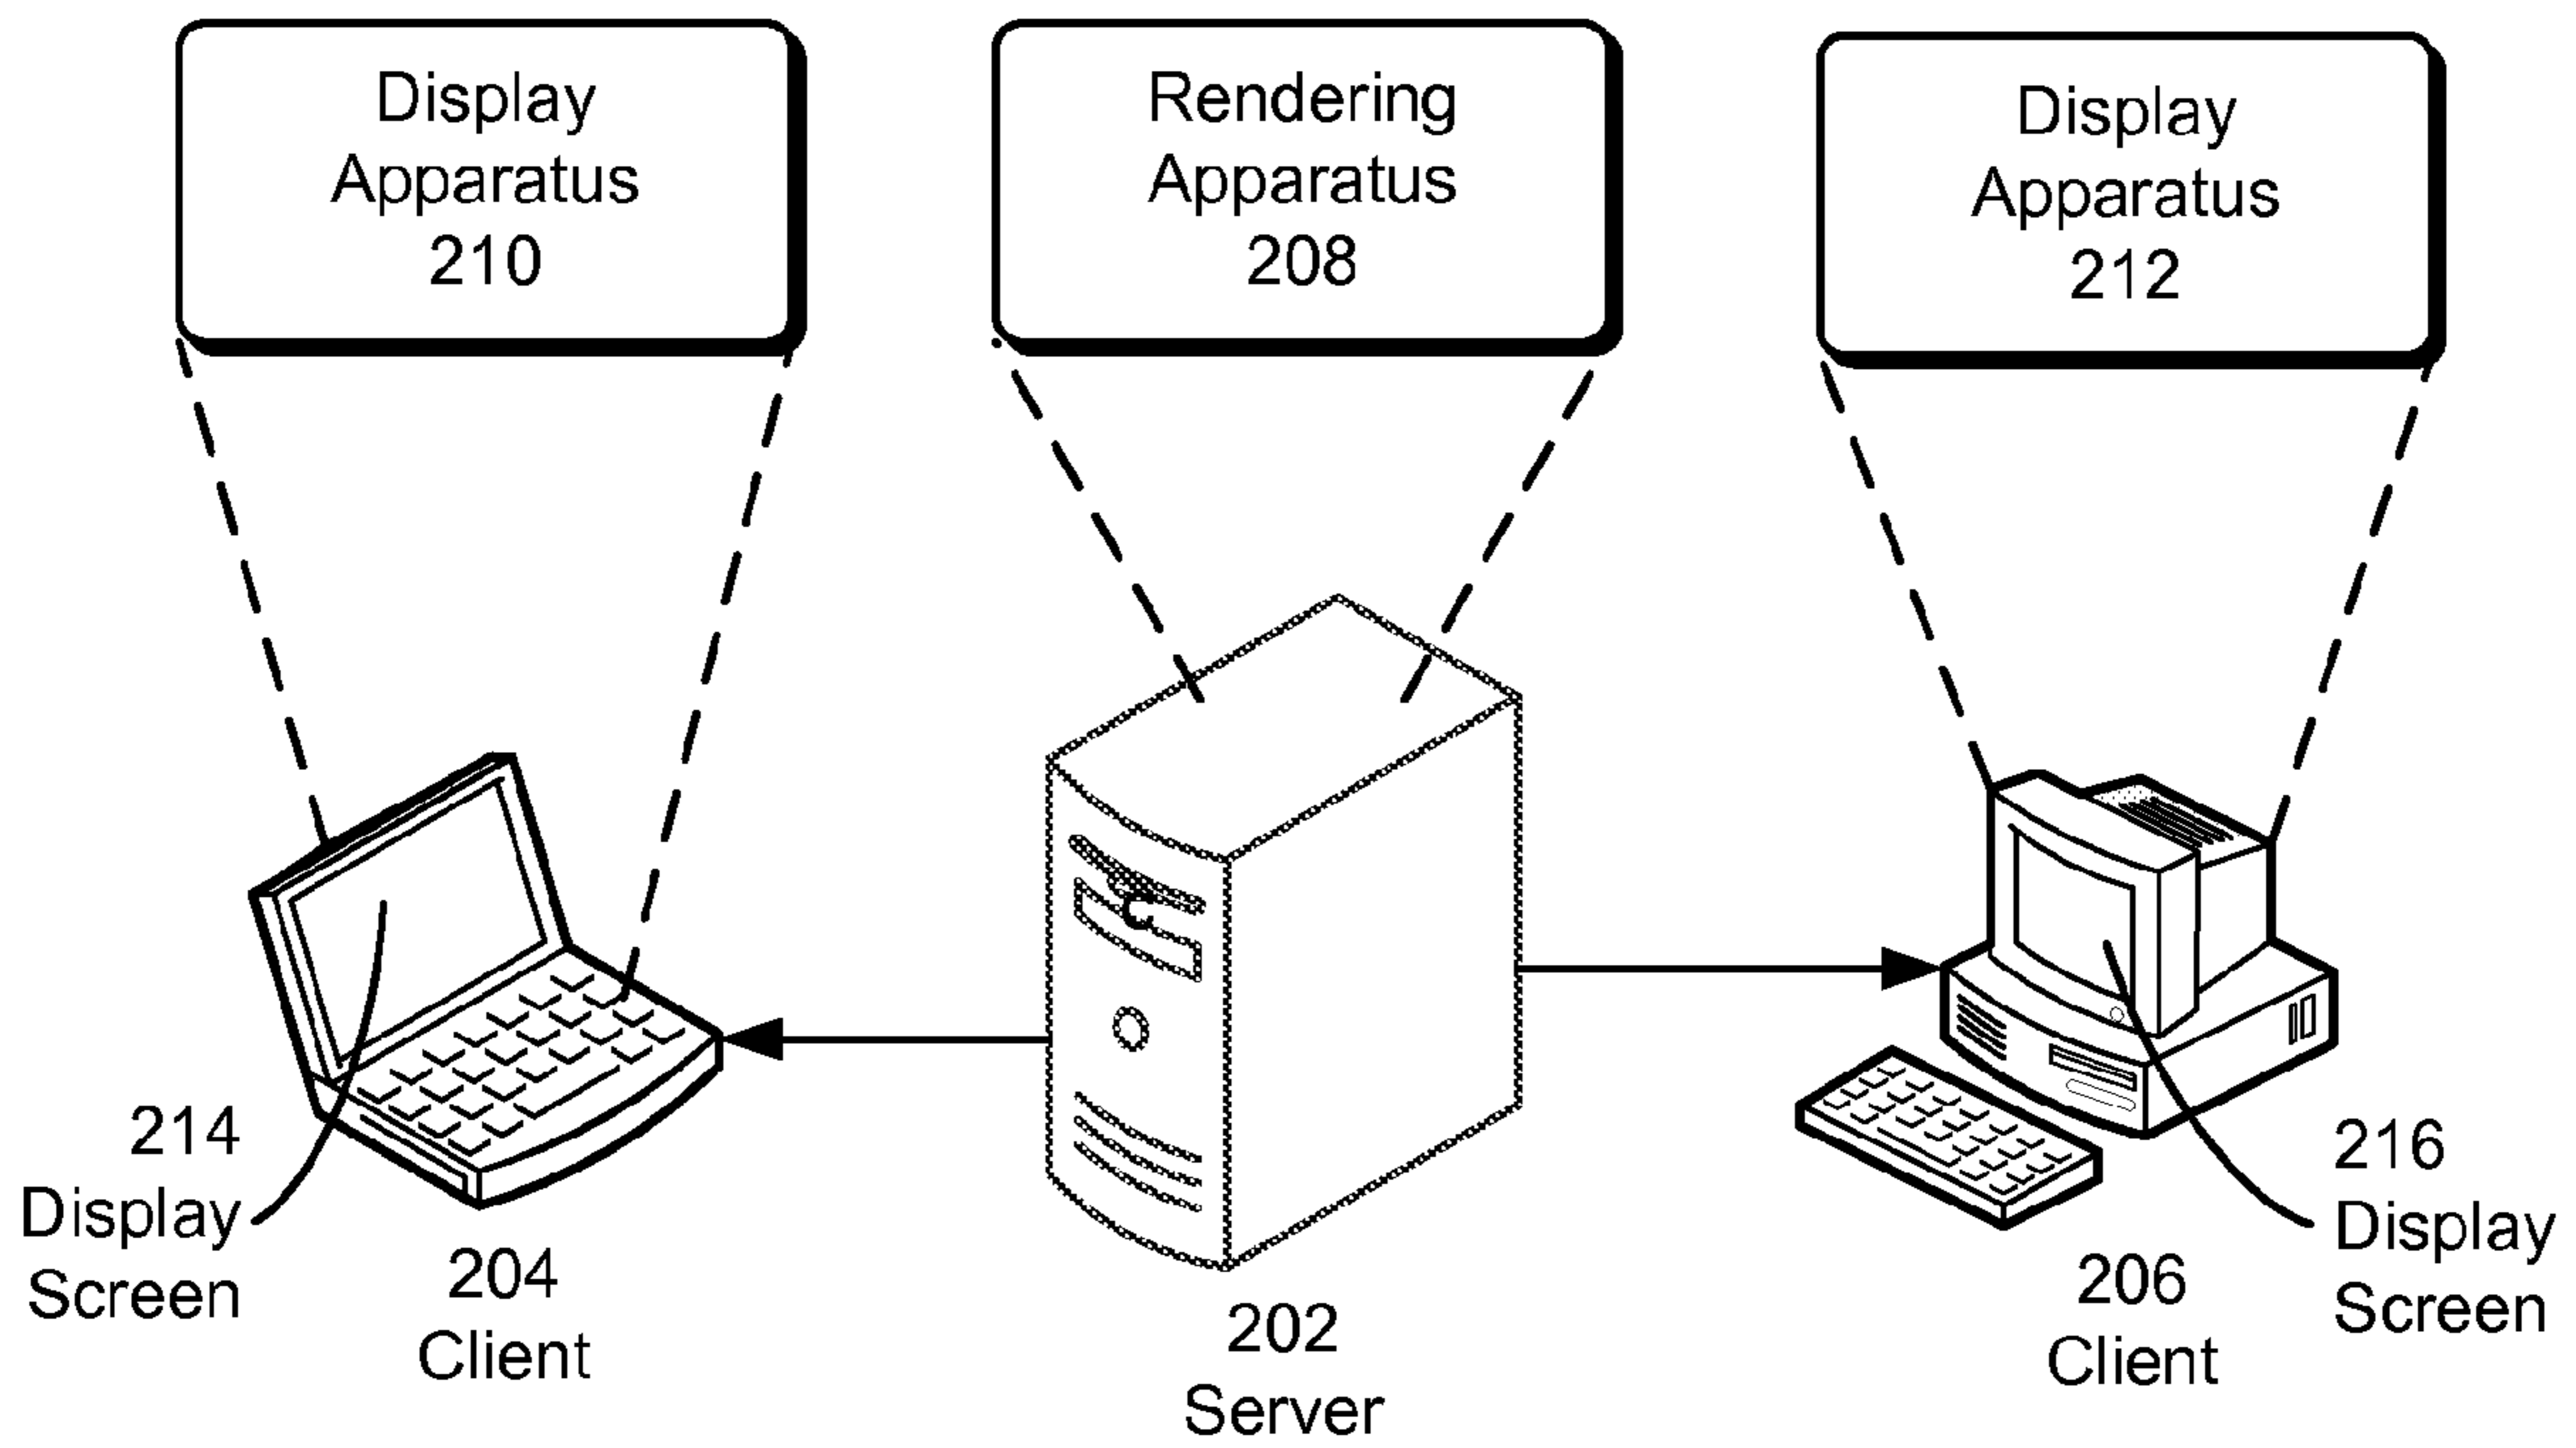 Display
Apparatus
210
Rendering
Apparatus
208
Display
Apparatus
212
214
Display
Screen
204
Client
202
Server
206
Client
216
Display
Screen